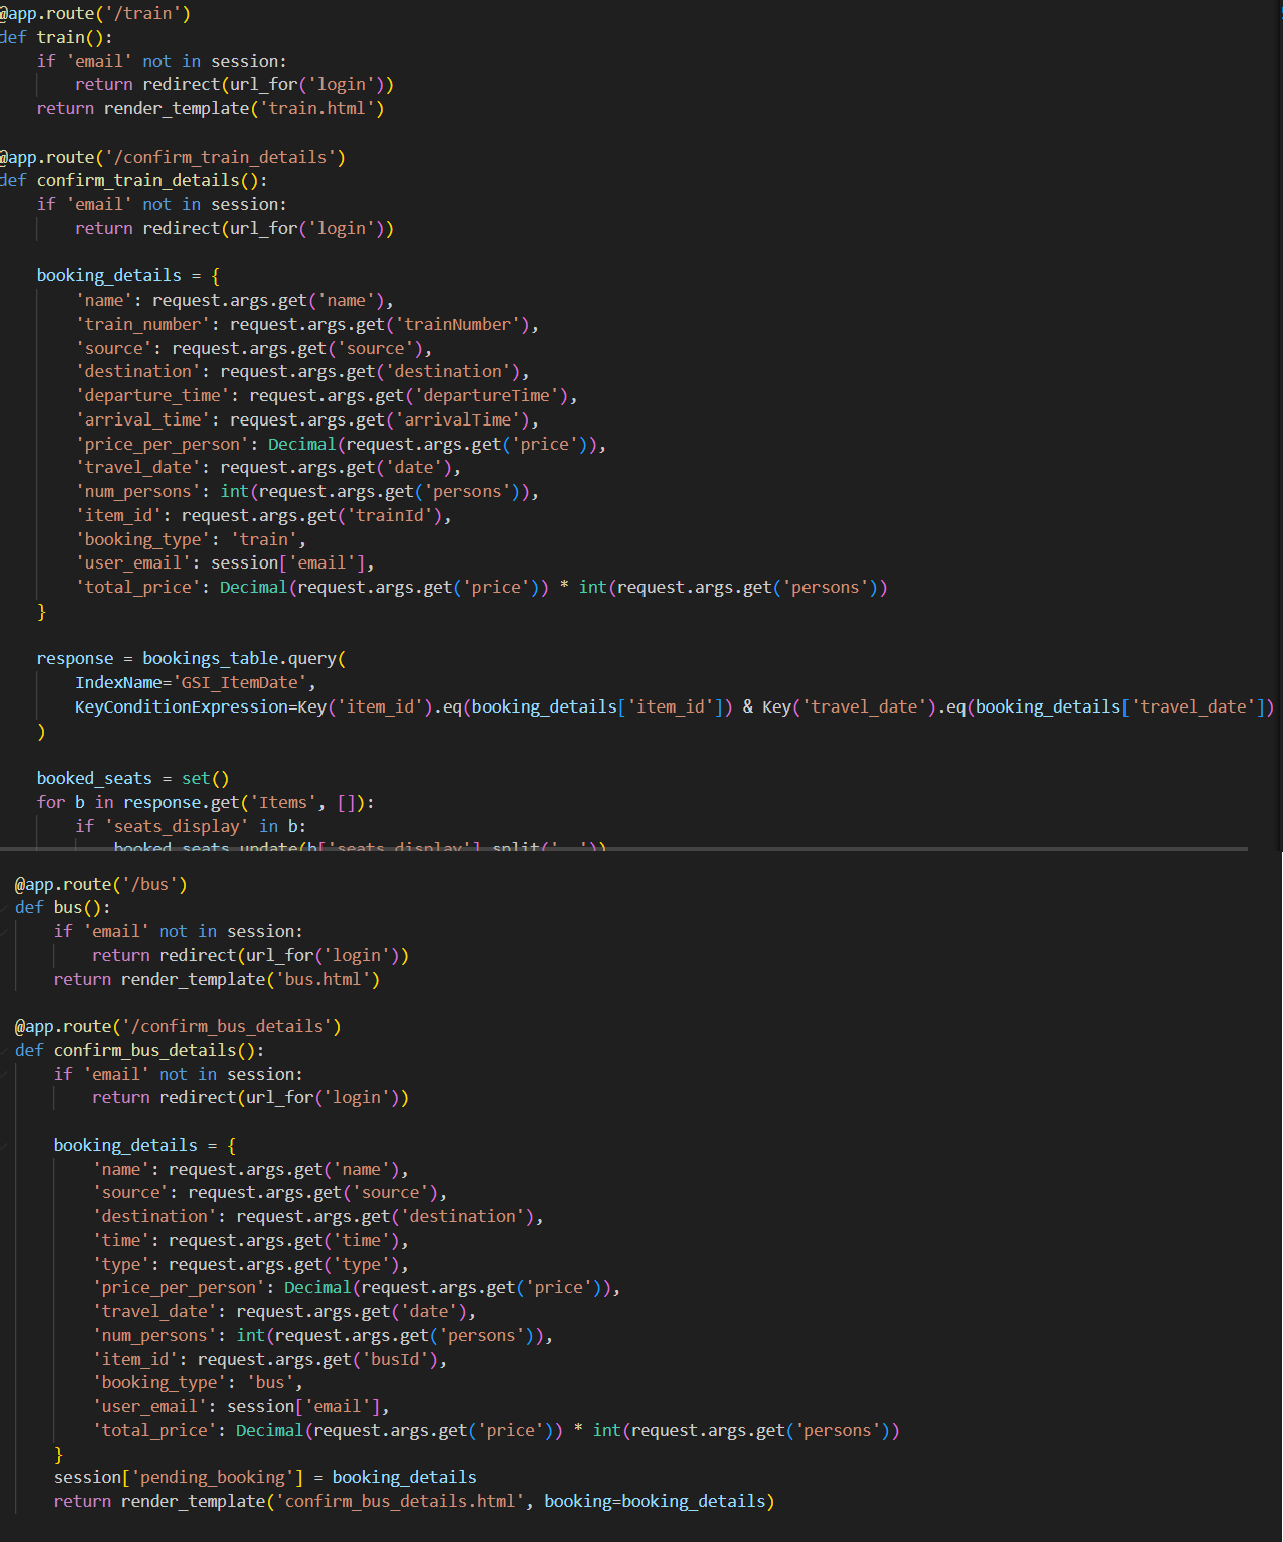 @app.route('/train')
def train():
    if 'email' not in session:
        return redirect(url_for('login'))
    return render_template('train.html')
@app.route('/confirm_train_details')
def confirm_train_details():
    if 'email' not in session:
        return redirect(url_for('login'))
    booking_details = {
        'name': request.args.get('name'),
        'train_number': request.args.get('trainNumber'),
        'source': request.args.get('source'),
        'destination': request.args.get('destination'),
        'departure_time': request.args.get('departureTime'),
        'arrival_time': request.args.get('arrivalTime'),
        'price_per_person': Decimal(request.args.get('price')),
        'travel_date': request.args.get('date'),
        'num_persons': int(request.args.get('persons')),
        'item_id': request.args.get('trainId'),
        'booking_type': 'train',
        'user_email': session['email'],
        'total_price': Decimal(request.args.get('price')) * int(request.args.get('persons'))
    }
    response = bookings_table.query(
        IndexName='GSI_ItemDate',
        KeyConditionExpression=Key('item_id').eq(booking_details['item_id']) & Key('travel_date').eq(booking_details['travel_date'])
    )
    booked_seats = set()
    for b in response.get('Items', []):
        if 'seats_display' in b:
            booked_seats.update(b['seats_display'].split(', '))
@app.route('/bus')
def bus():
    if 'email' not in session:
        return redirect(url_for('login'))
    return render_template('bus.html')
@app.route('/confirm_bus_details')
def confirm_bus_details():
    if 'email' not in session:
        return redirect(url_for('login'))
    booking_details = {
        'name': request.args.get('name'),
        'source': request.args.get('source'),
        'destination': request.args.get('destination'),
        'time': request.args.get('time'),
        'type': request.args.get('type'),
        'price_per_person': Decimal(request.args.get('price')),
        'travel_date': request.args.get('date'),
        'num_persons': int(request.args.get('persons')),
        'item_id': request.args.get('busId'),
        'booking_type': 'bus',
        'user_email': session['email'],
        'total_price': Decimal(request.args.get('price')) * int(request.args.get('persons'))
    }
    session['pending_booking'] = booking_details
    return render_template('confirm_bus_details.html', booking=booking_details)